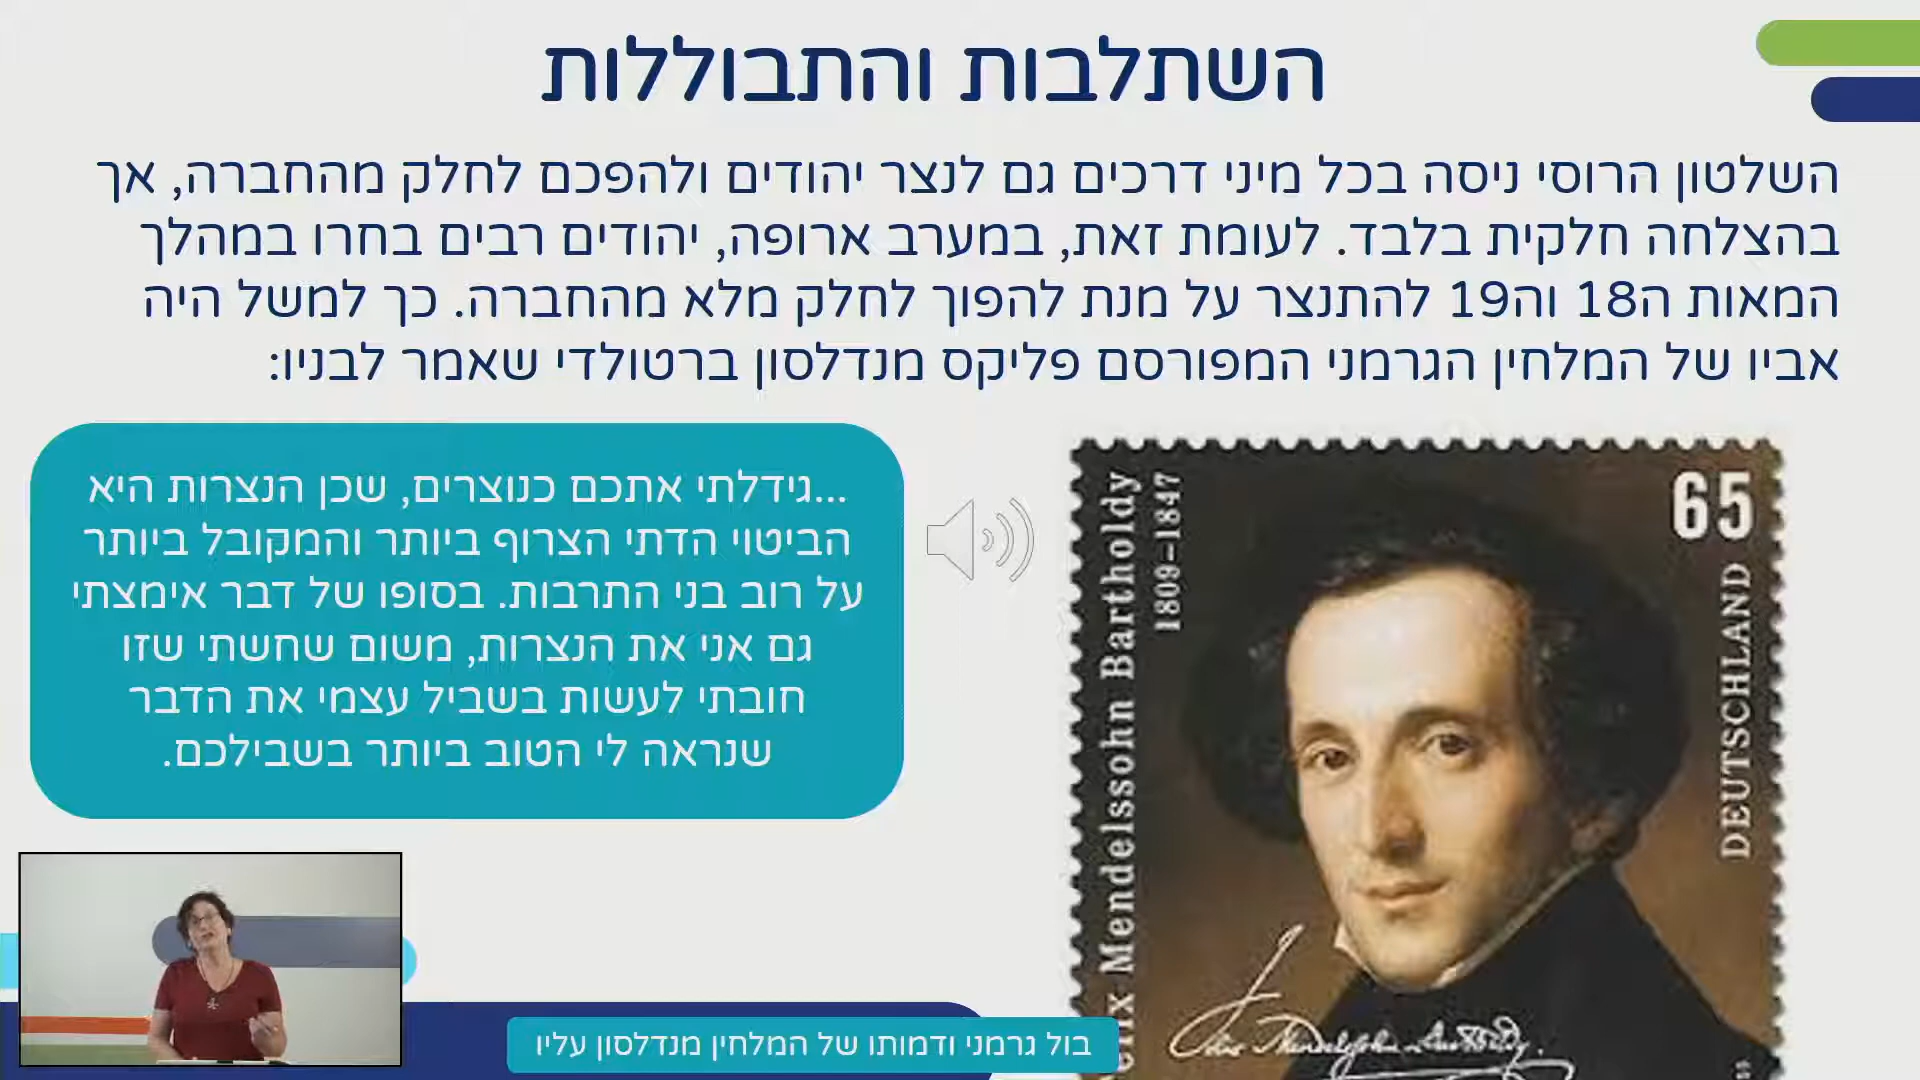 השתלבות והתבוללות
השלטון הרוסי ניסה בכל מיני דרכים גם לנצר יהודים ולהפכם לחלק מהחברה, אך
בהצלחה חלקית בלבד. לעומת זאת, במערב ארופה, יהודים רבים בחרו במהלך
המאות ה18 וה19 להתנצר על מנת להפוך לחלק מלא מהחברה. כך למשל היה
אביו של המלחין הגרמני המפורסם פליקס מנדלסון ברטולדי שאמר לבניו:
...גידלתי אתכם כנוצרים, שכן הנצרות היא
הביטוי הדתי הצרוף ביותר והמקובל ביותר
על רוב בני התרבות. בסופו של דבר אימצתי
גם אני את הנצרות, משום שחשתי שזו
חובתי לעשות בשביל עצמי את הדבר
שנראה לי הטוב ביותר בשבילכם.
65
DEUTSCHLAND
elix Mendelssohn Bartholdy
1809–1847
בול גרמני ודמותו של המלחין מנדלסון עליו